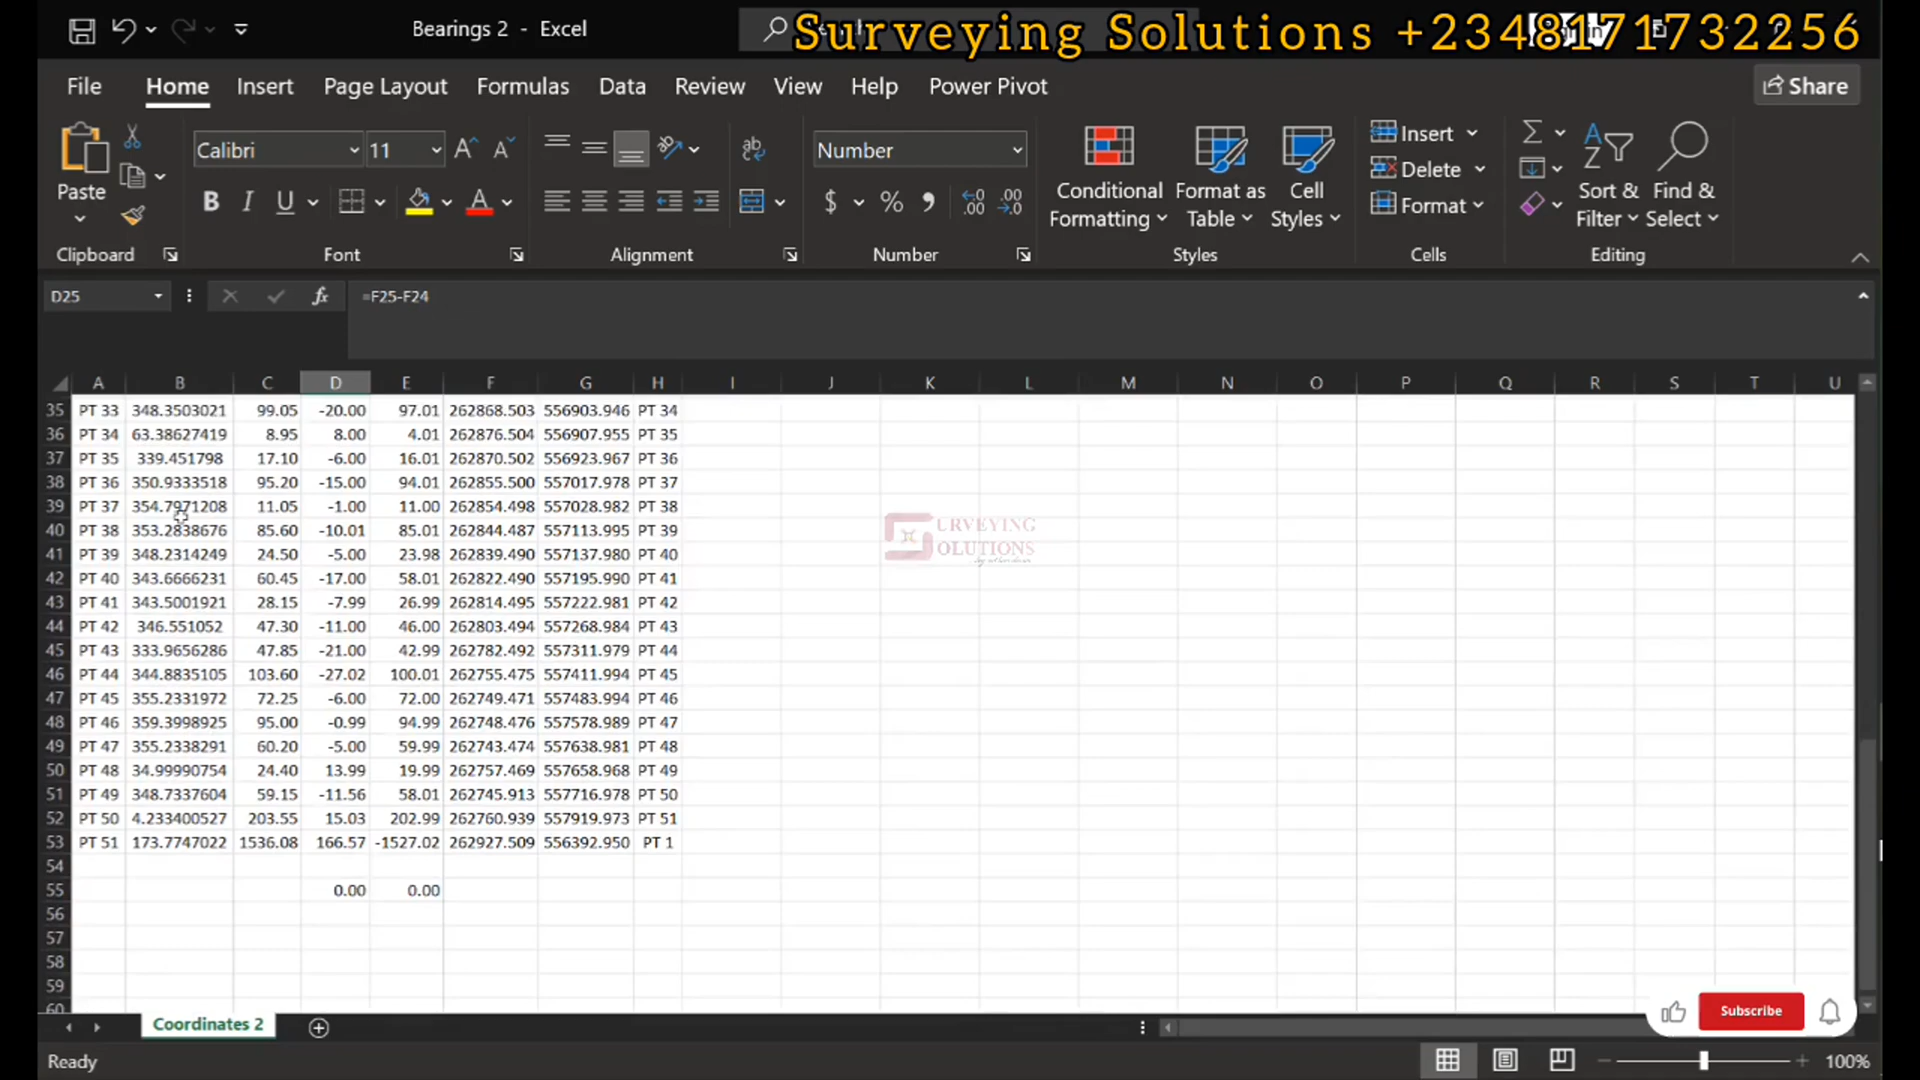 Bearings 2 - Excel
Surveying Solutions +2348171732256
File Home Insert Page Layout Formulas Data Review View Help Power Pivot Share
Paste
Clipboard
Calibri 11
B I U A
Font
Alignment
Number
$ %
Number
Conditional Formatting
Format as Table
Cell Styles
Styles
Insert
Delete
Format
Cells
Sort & Filter
Find & Select
Editing
D25 fx =F25-F24
A B C D E F G H I J K L M N O P Q R S T U
35 PT 33 348.3503021 99.05 -20.00 97.01 262868.503 556903.946 PT 34
36 PT 34 63.38627419 8.95 8.00 4.01 262876.504 556907.955 PT 35
37 PT 35 339.451798 17.10 -6.00 16.01 262870.502 556923.967 PT 36
38 PT 36 350.9333518 95.20 -15.00 94.01 262855.500 557017.978 PT 37
39 PT 37 354.7971208 11.05 -1.00 11.00 262854.498 557028.982 PT 38
40 PT 38 353.2838676 85.60 -10.01 85.01 262844.487 557113.995 PT 39
41 PT 39 348.2314249 24.50 -5.00 23.98 262839.490 557137.980 PT 40
42 PT 40 343.6666231 60.45 -17.00 58.01 262822.490 557195.990 PT 41
43 PT 41 343.5001921 28.15 -7.99 26.99 262814.495 557222.981 PT 42
44 PT 42 346.551052 47.30 -11.00 46.00 262803.494 557268.984 PT 43
45 PT 43 333.9656286 47.85 -21.00 42.99 262782.492 557311.979 PT 44
46 PT 44 344.8835105 103.60 -27.02 100.01 262755.475 557411.994 PT 45
47 PT 45 355.2331972 72.25 -6.00 72.00 262749.471 557483.994 PT 46
48 PT 46 359.3998925 95.00 -0.99 94.99 262748.476 557578.989 PT 47
49 PT 47 355.2338291 60.20 -5.00 59.99 262743.474 557638.981 PT 48
50 PT 48 34.99990754 24.40 13.99 19.99 262757.469 557658.968 PT 49
51 PT 49 348.7337604 59.15 -11.56 58.01 262745.913 557716.978 PT 50
52 PT 50 4.233400527 203.55 15.03 202.99 262760.939 557919.973 PT 51
53 PT 51 173.7747022 1536.08 166.57 -1527.02 262927.509 556392.950 PT 1
54
55 0.00 0.00
56
57
58
59
60
URVEYING
OLUTIONS
Subscribe
Coordinates 2
Ready 100%